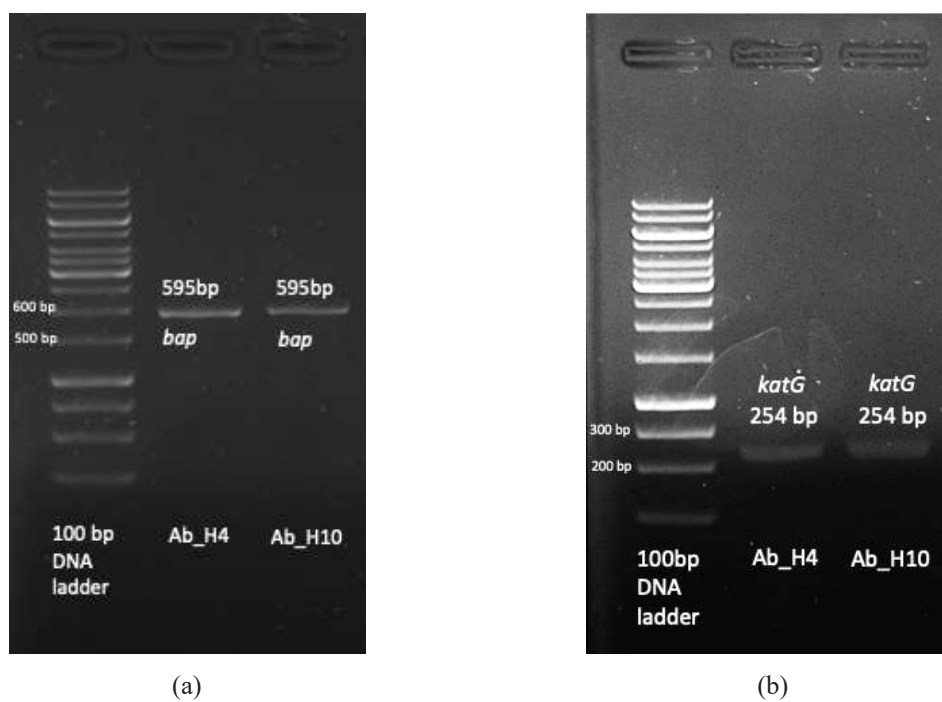 595bp
595bp
600 bp
bap
bap
500 bp
100 bp
DNA
ladder
Ab_H4
Ab_H10
(a)
katG
254 bp
katG
254 bp
300 bp
200 bp
100bp
DNA
ladder
Ab_H4
Ab_H10
(b)